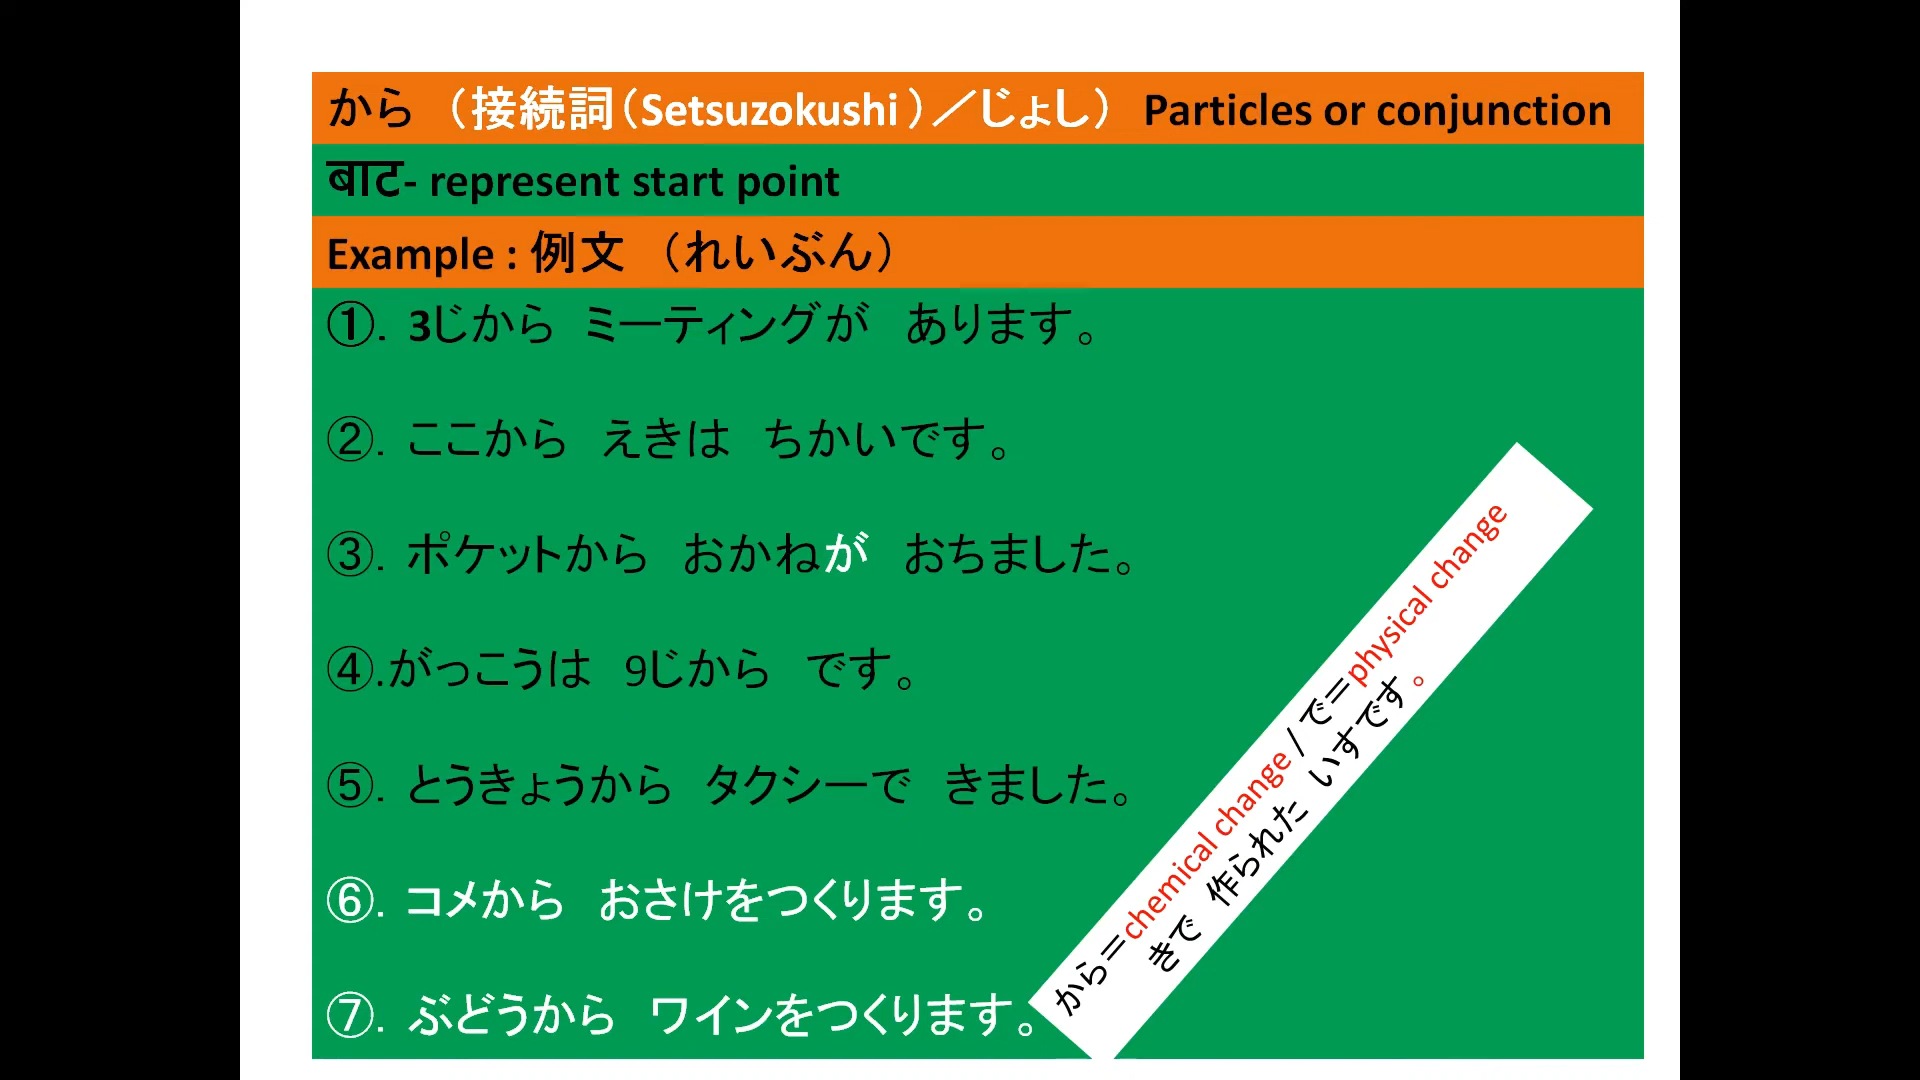 から （接続詞（Setsuzokushi）／じょし） Particles or conjunction
बाट- represent start point
Example : 例文 （れいぶん）
①. 3じから ミーティングが あります。
②. ここから えきは ちかいです。
③. ポケットから おかねが おちました。
④.がっこうは 9じから です。
⑤. とうきょうから タクシーで きました。
⑥. コメから おさけをつくります。
⑦. ぶどうから ワインをつくります。
から＝chemical change / で＝physical change
きで 作られた いすです。